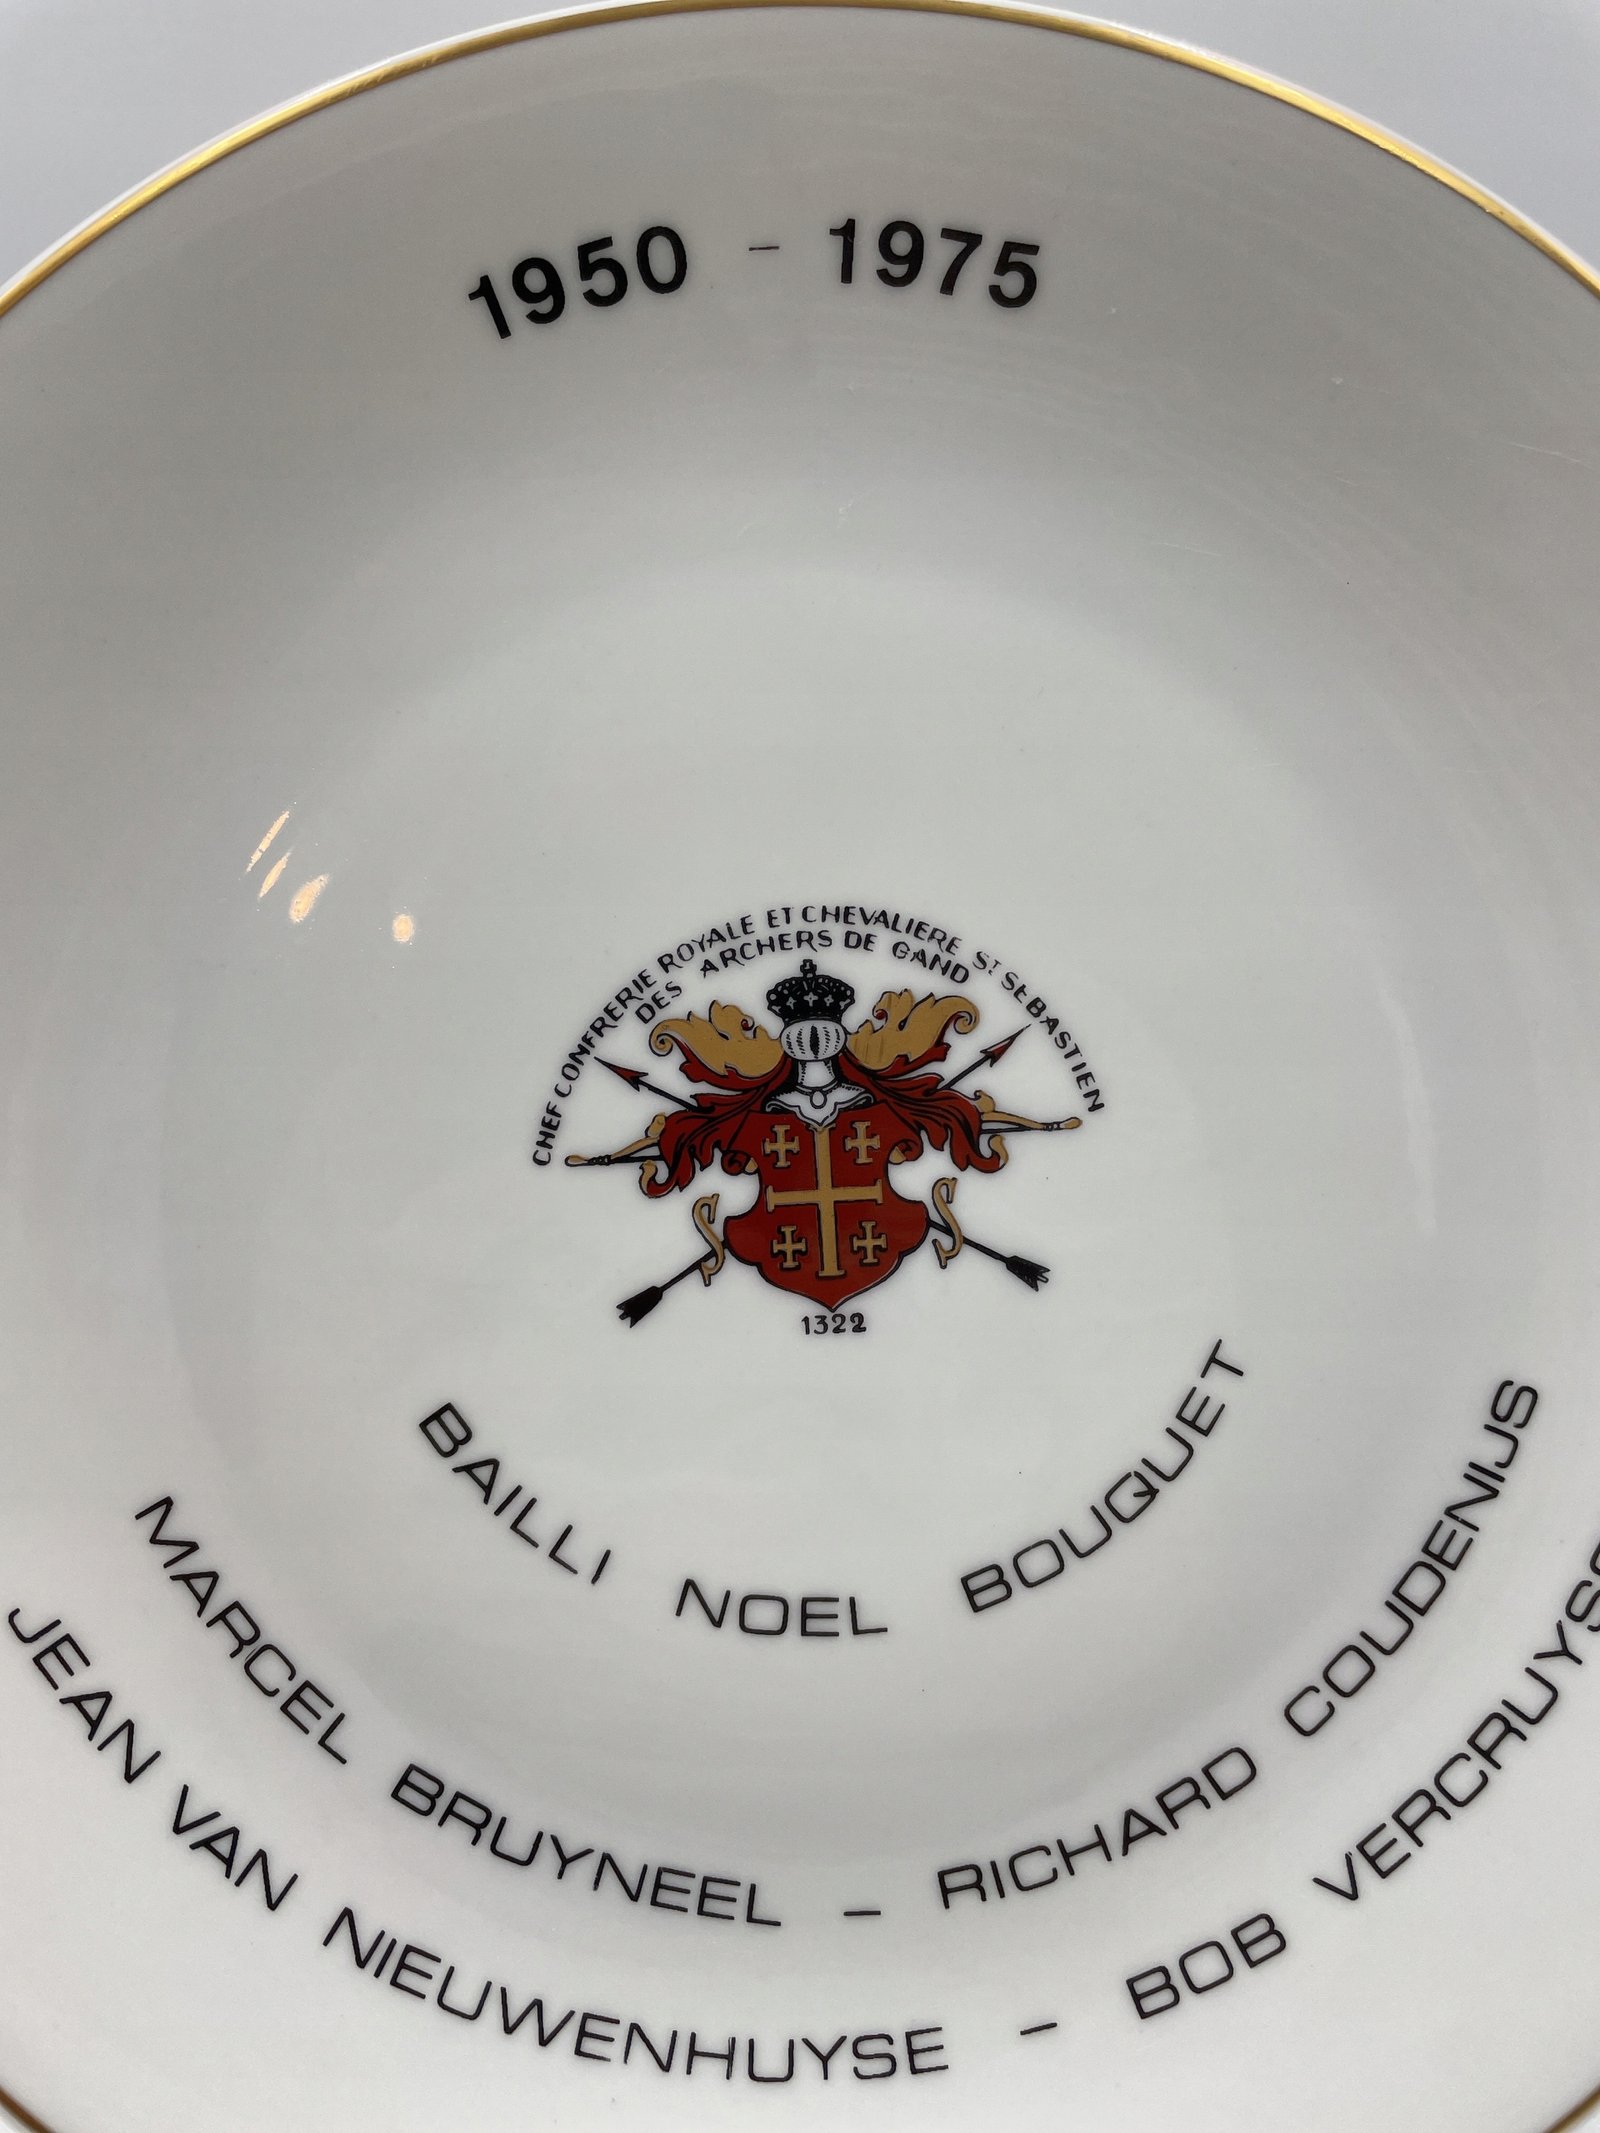 1950 - 1975
CHEF CONFRERIE ROYALE ET CHEVALIERE ST SEBASTIEN
DES ARCHERS DE GAND
S S
1322
BAILLI NOEL BOUQUET
MARCEL BRUYNEEL - RICHARD COUDENIJS
JEAN VAN NIEUWENHUYSE - BOB